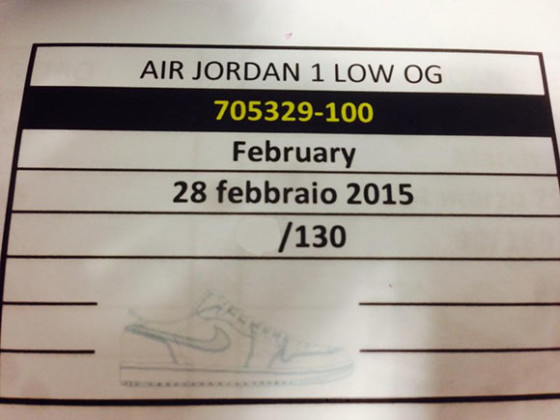 AIR JORDAN 1 LOW OG
705329-100
February
28 febbraio 2015
/130